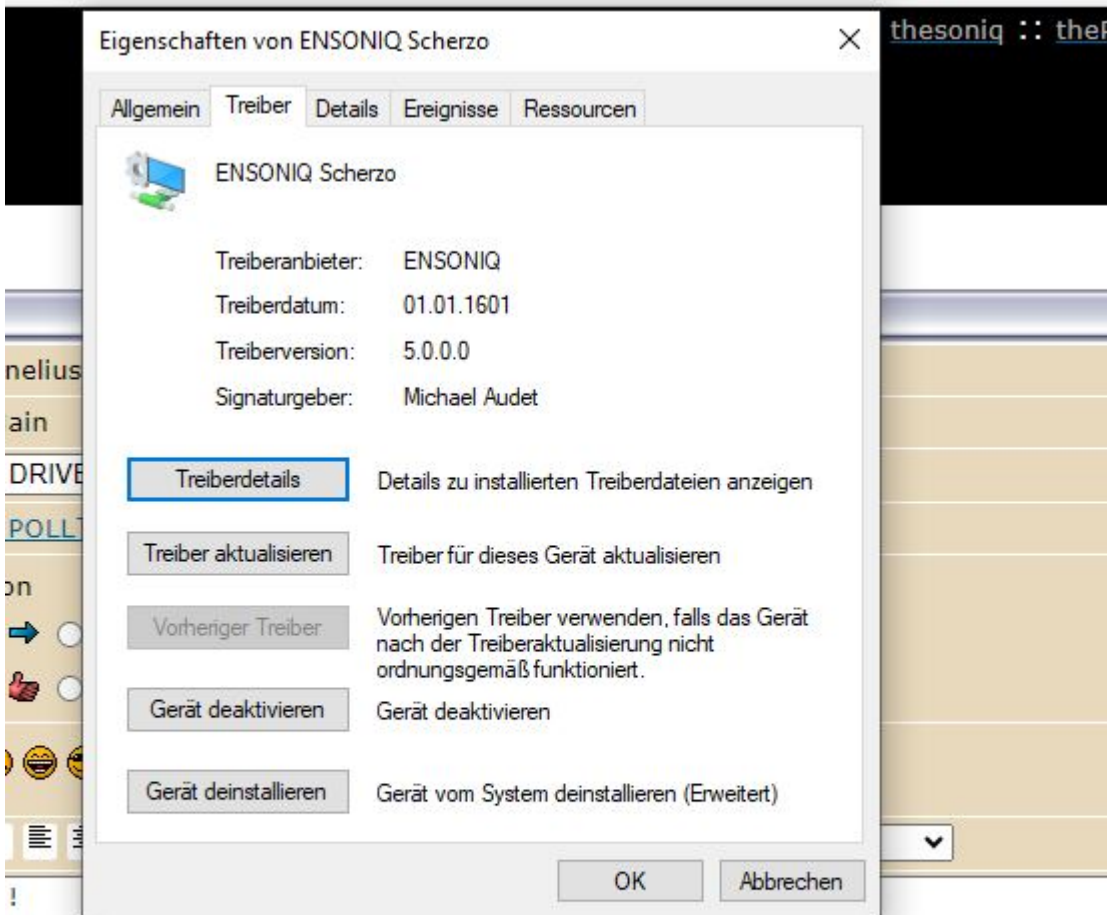 thesoniq :: the
Eigenschaften von ENSONIQ Scherzo
Allgemein Treiber Details Ereignisse Ressourcen
ENSONIQ Scherzo
Treiberanbieter: ENSONIQ
Treiberdatum: 01.01.1601
Treiberversion: 5.0.0.0
Signaturgeber: Michael Audet
Treiberdetails Details zu installierten Treiberdateien anzeigen
Treiber aktualisieren Treiber für dieses Gerät aktualisieren
Vorheriger Treiber Vorherigen Treiber verwenden, falls das Gerät
nach der Treiberaktualisierung nicht
ordnungsgemäß funktioniert.
Gerät deaktivieren Gerät deaktivieren
Gerät deinstallieren Gerät vom System deinstallieren (Erweitert)
OK Abbrechen
nelius
ain
DRIVE
POLL
on
!